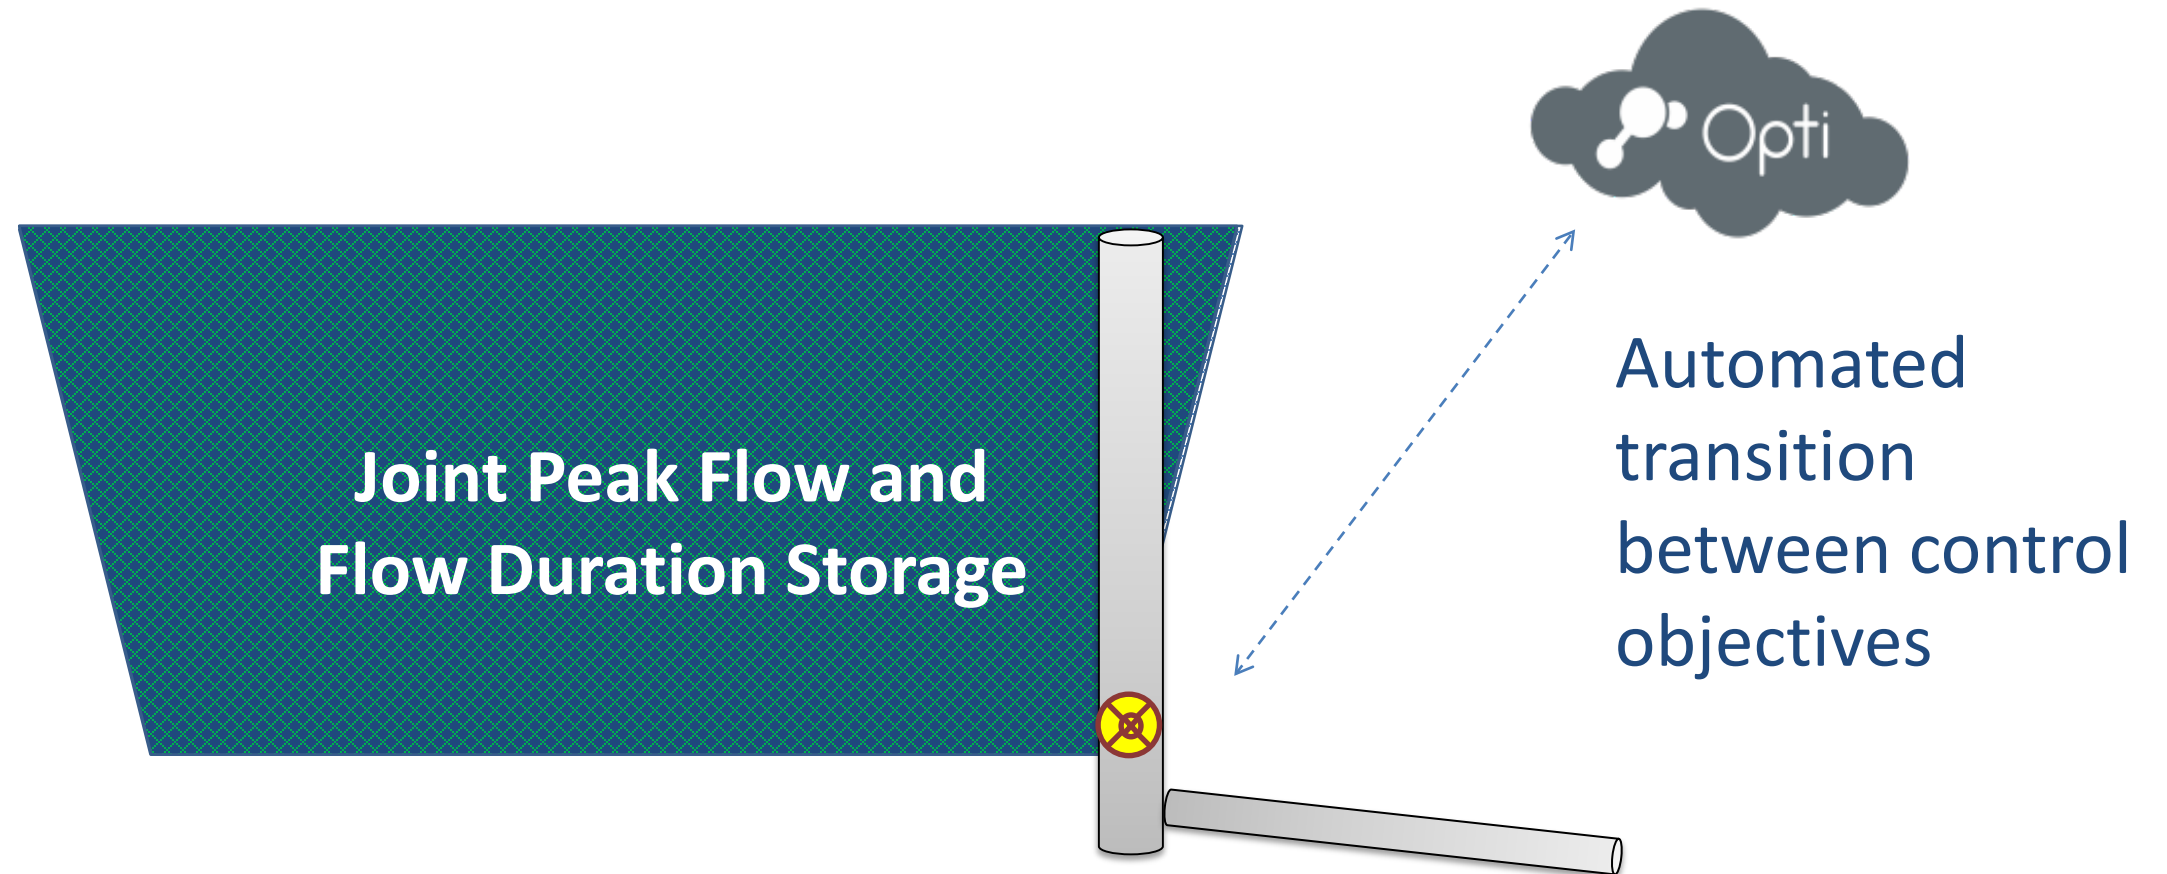 Opti
Automated
transition
between control
objectives
Joint Peak Flow and
Flow Duration Storage